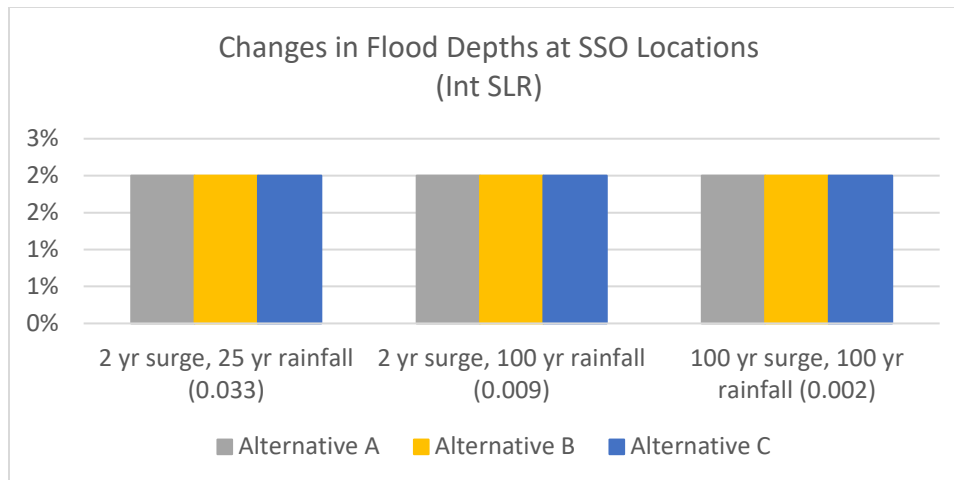 Changes in Flood Depths at SSO Locations
(Int SLR)
3%
2%
2%
1%
1%
0%
2 yr surge, 25 yr rainfall
(0.033)
2 yr surge, 100 yr rainfall
(0.009)
100 yr surge, 100 yr
rainfall (0.002)
Alternative A
Alternative B
Alternative C